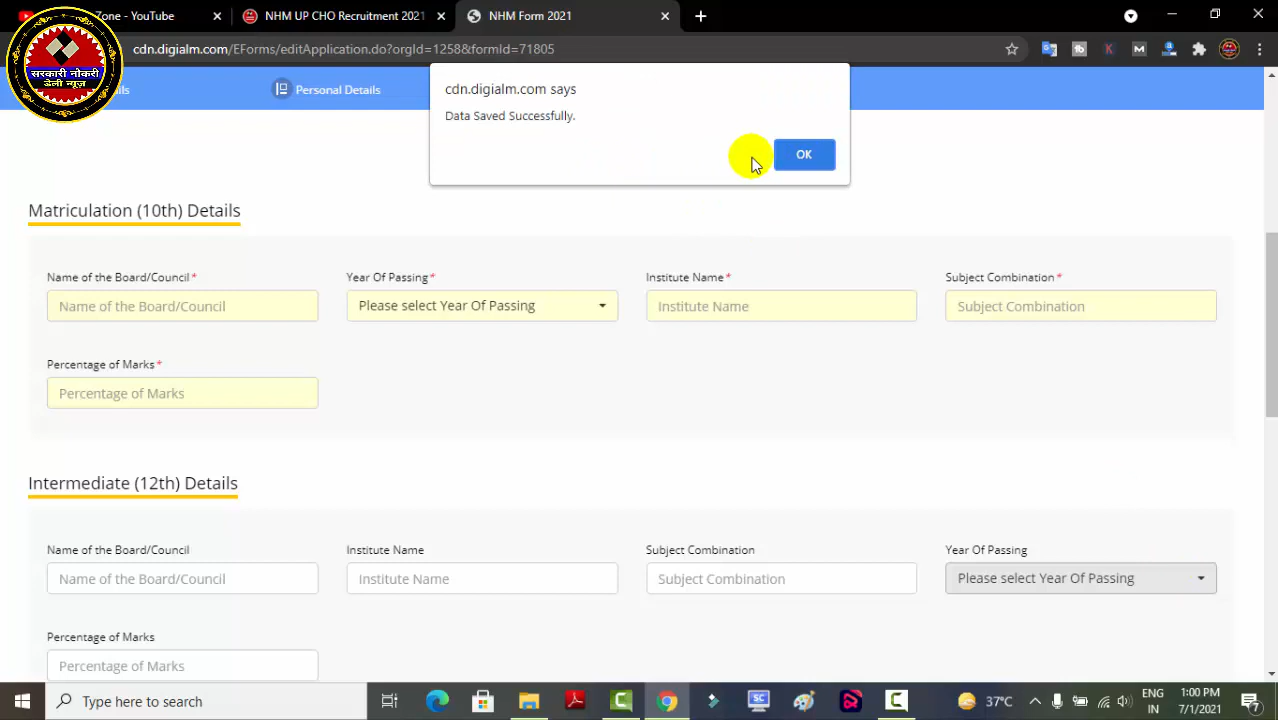 Zone - YouTube
NHM UP CHO Recruitment 2021
NHM Form 2021
cdn.digialm.com/EForms/editApplication.do?orgId=12588&formId=71805
सरकारी नोकरी
डेली न्यूज़
Personal Details
cdn.digialm.com says
Data Saved Successfully.
OK
Matriculation (10th) Details
Name of the Board/Council*
Year Of Passing*
Institute Name*
Subject Combination*
Name of the Board/Council
Please select Year Of Passing
Institute Name
Subject Combination
Percentage of Marks*
Percentage of Marks
Intermediate (12th) Details
Name of the Board/Council
Institute Name
Subject Combination
Year Of Passing
Name of the Board/Council
Institute Name
Subject Combination
Please select Year Of Passing
Percentage of Marks
Percentage of Marks
Type here to search
37°C
ENG
IN
1:00 PM
7/1/2021